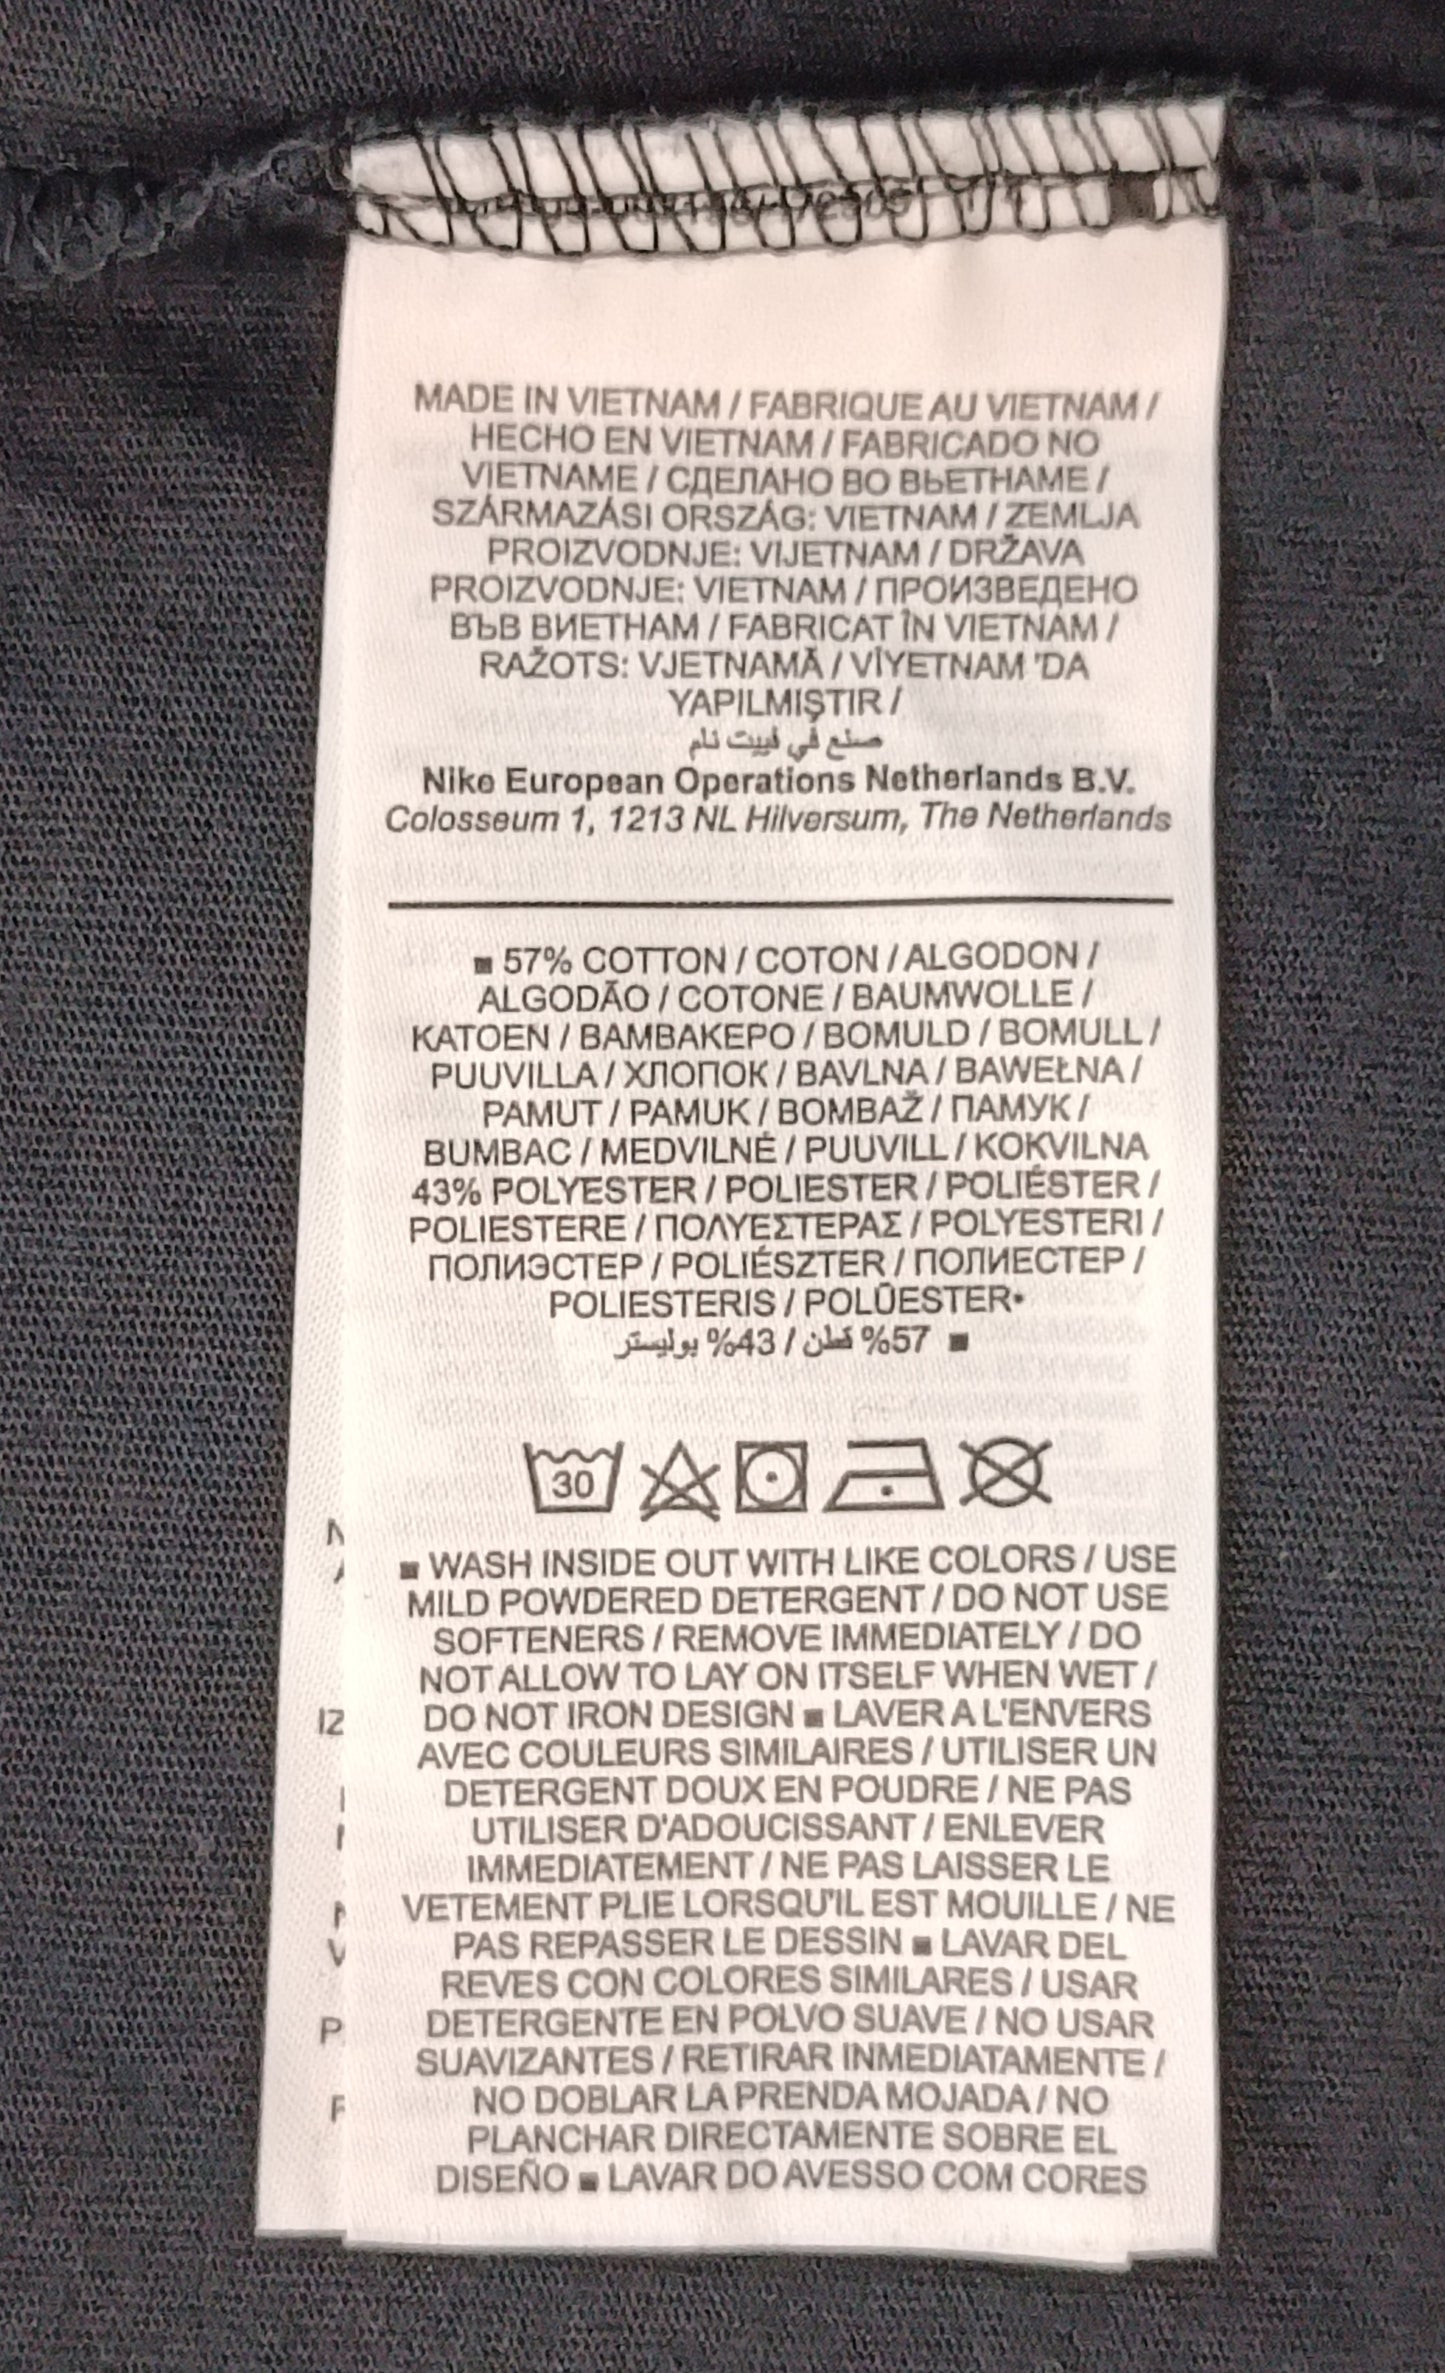 MADE IN VIETNAM / FABRIQUE AU VIETNAM /
HECHO EN VIETNAM / FABRICADO NO
VIETNAME / СДЕЛАНО ВО ВЬЕТНАМЕ /
SZÁRMAZÁSI ORSZÁG: VIETNAM / ZEMLJA
PROIZVODNJE: VIJETNAM / DRŽAVA
PROIZVODNJE: VIETNAM / ПРОИЗВЕДЕНО
ВЪВ ВИЕТНАМ / FABRICAT ÎN VIETNAM /
RAŽOTS: VJETNAMĀ / VİYETNAM 'DA
YAPILMIŞTIR /
صنع في فييت نام
Nike European Operations Netherlands B.V.
Colosseum 1, 1213 NL Hilversum, The Netherlands
■ 57% COTTON / COTON / ALGODON /
ALGODÃO / COTONE / BAUMWOLLE /
KATOEN / ΒΑΜΒΑΚΕΡΟ / BOMULD / BOMULL /
PUUVILLA / ХЛОПОК / BAVLNA / BAWEŁNA /
PAMUT / PAMUK / BOMBAŽ / ПАМУК /
BUMBAC / MEDVILNĖ / PUUVILL / KOKVILNA
43% POLYESTER / POLIESTER / POLIÉSTER /
POLIESTERE / ΠΟΛΥΕΣΤΕΡΑΣ / POLYESTERI /
ПОЛИЭСТЕР / POLIÉSZTER / ПОЛИЕСТЕР /
POLIESTERIS / POLÜESTER•
■ 57% قطن / 43% بوليستر
30
■ WASH INSIDE OUT WITH LIKE COLORS / USE
MILD POWDERED DETERGENT / DO NOT USE
SOFTENERS / REMOVE IMMEDIATELY / DO
NOT ALLOW TO LAY ON ITSELF WHEN WET /
DO NOT IRON DESIGN ■ LAVER A L'ENVERS
AVEC COULEURS SIMILAIRES / UTILISER UN
DETERGENT DOUX EN POUDRE / NE PAS
UTILISER D'ADOUCISSANT / ENLEVER
IMMEDIATEMENT / NE PAS LAISSER LE
VETEMENT PLIE LORSQU'IL EST MOUILLE / NE
PAS REPASSER LE DESSIN ■ LAVAR DEL
REVES CON COLORES SIMILARES / USAR
DETERGENTE EN POLVO SUAVE / NO USAR
SUAVIZANTES / RETIRAR INMEDIATAMENTE /
NO DOBLAR LA PRENDA MOJADA / NO
PLANCHAR DIRECTAMENTE SOBRE EL
DISEÑO ■ LAVAR DO AVESSO COM CORES